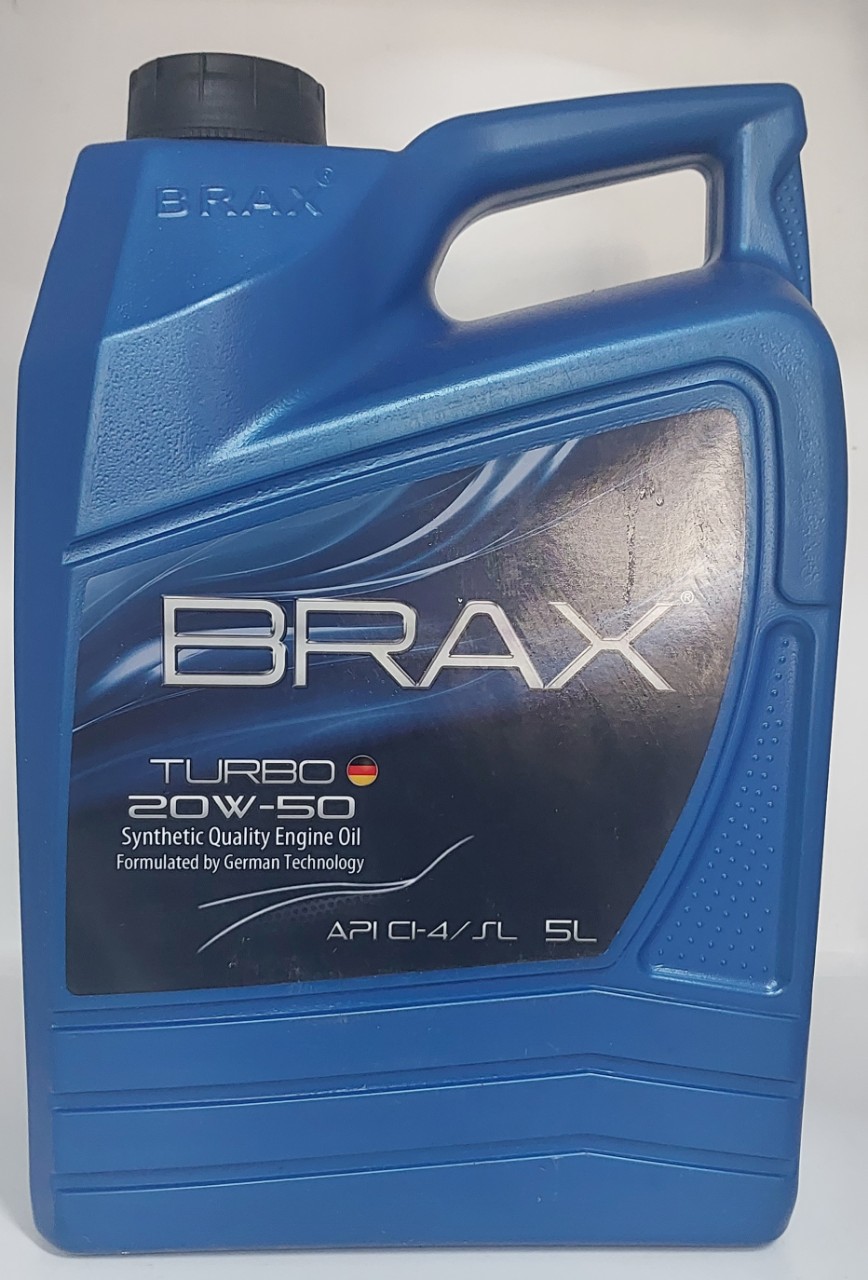 BRAX®
BRAX®
TURBO
20W-50
Synthetic Quality Engine Oil
Formulated by German Technology
API CI-4/SL 5L